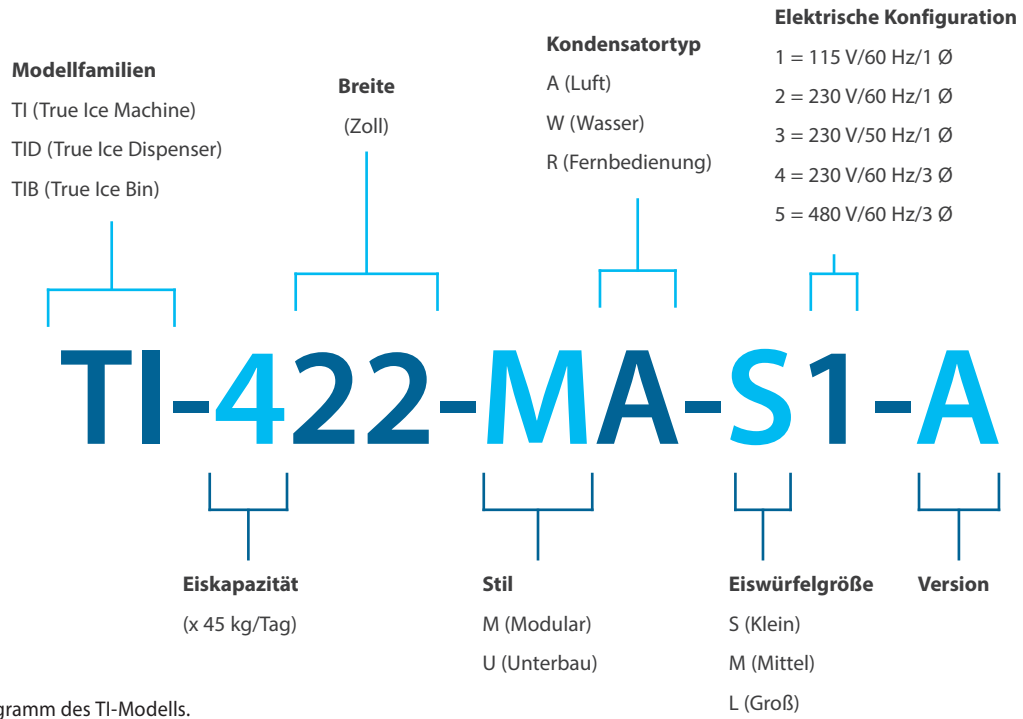 Modellfamilien
TI (True Ice Machine)
TID (True Ice Dispenser)
TIB (True Ice Bin)
Breite
(Zoll)
Kondensatortyp
A (Luft)
W (Wasser)
R (Fernbedienung)
Elektrische Konfiguration
1 = 115 V/60 Hz/1 Ø
2 = 230 V/60 Hz/1 Ø
3 = 230 V/50 Hz/1 Ø
4 = 230 V/60 Hz/3 Ø
5 = 480 V/60 Hz/3 Ø
TI-422-MA-S1-A
Eiskapazität
(x 45 kg/Tag)
Stil
M (Modular)
U (Unterbau)
Eiswürfelgröße
S (Klein)
M (Mittel)
L (Groß)
Version
gramm des TI-Modells.